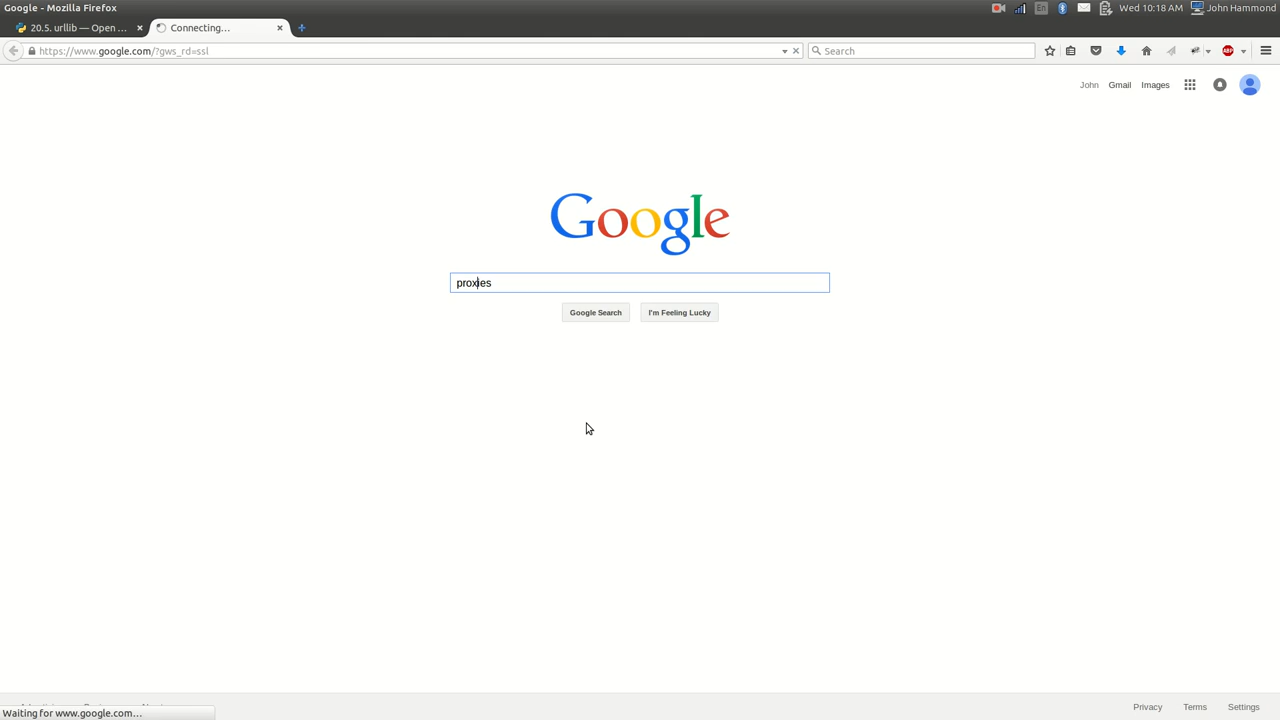 Google - Mozilla Firefox
En
Wed 10:18 AM
John Hammond
20.5. urllib — Open ...
Connecting...
https://www.google.com/?gws_rd=ssl
Search
ABP
John
Gmail
Images
Google
proxies
Google Search
I'm Feeling Lucky
Waiting for www.google.com...
Privacy
Terms
Settings